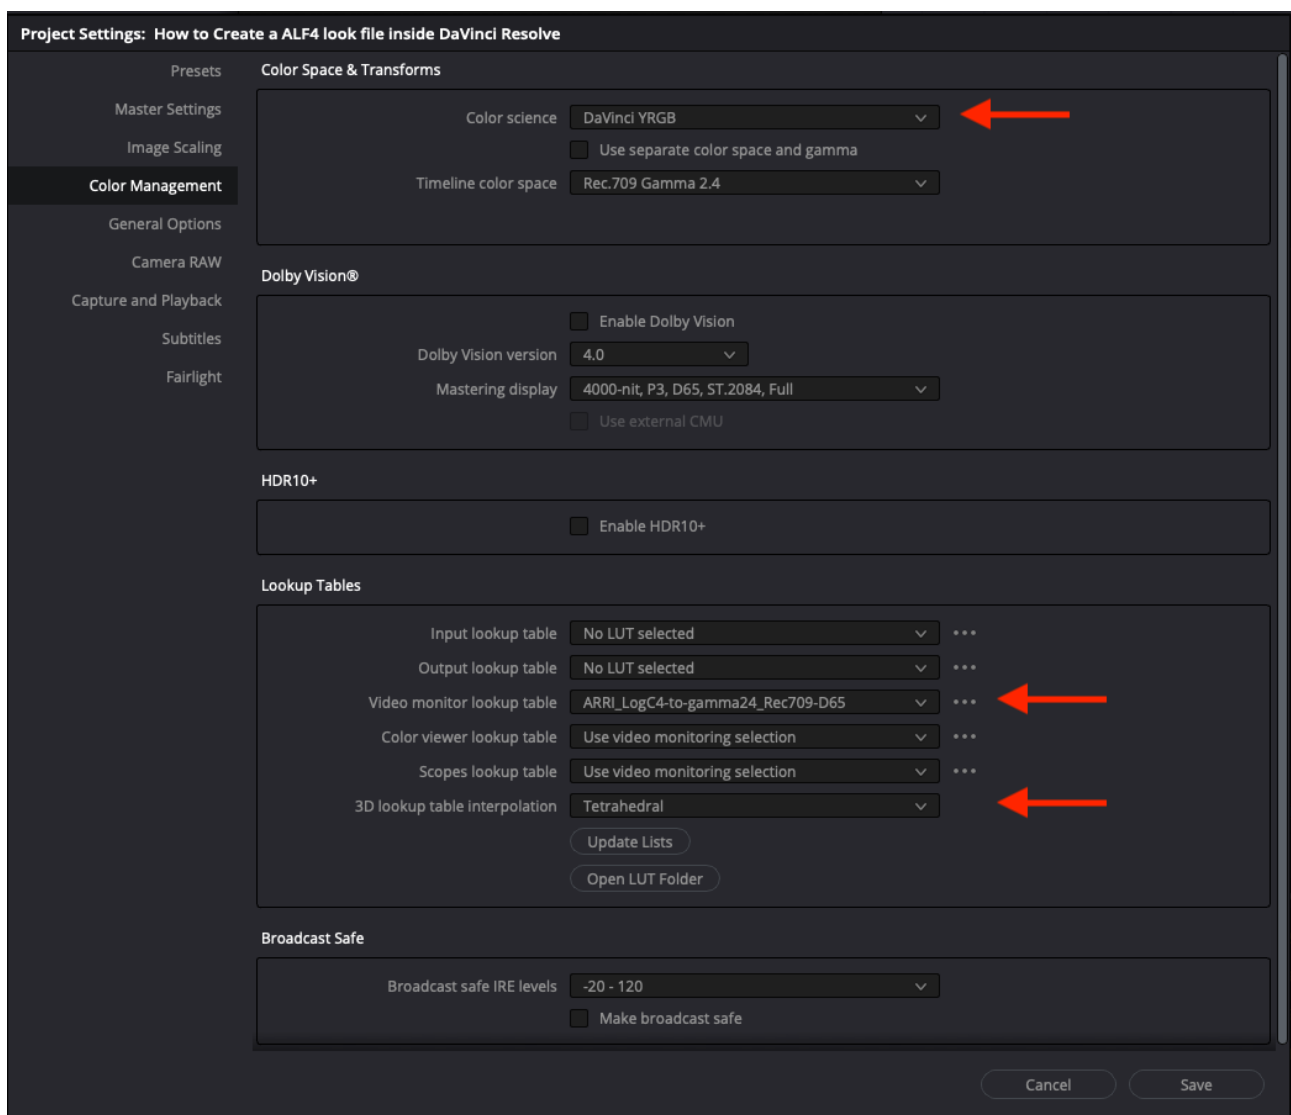 Project Settings: How to Create a ALF4 look file inside DaVinci Resolve
Presets
Master Settings
Image Scaling
Color Management
General Options
Camera RAW
Capture and Playback
Subtitles
Fairlight
Color Space & Transforms
Color science DaVinci YRGB
Use separate color space and gamma
Timeline color space Rec.709 Gamma 2.4
Dolby Vision®
Enable Dolby Vision
Dolby Vision version 4.0
Mastering display 4000-nit, P3, D65, ST.2084, Full
Use external CMU
HDR10+
Enable HDR10+
Lookup Tables
Input lookup table No LUT selected
Output lookup table No LUT selected
Video monitor lookup table ARRI_LogC4-to-gamma24_Rec709-D65
Color viewer lookup table Use video monitoring selection
Scopes lookup table Use video monitoring selection
3D lookup table interpolation Tetrahedral
Update Lists
Open LUT Folder
Broadcast Safe
Broadcast safe IRE levels -20 - 120
Make broadcast safe
Cancel Save